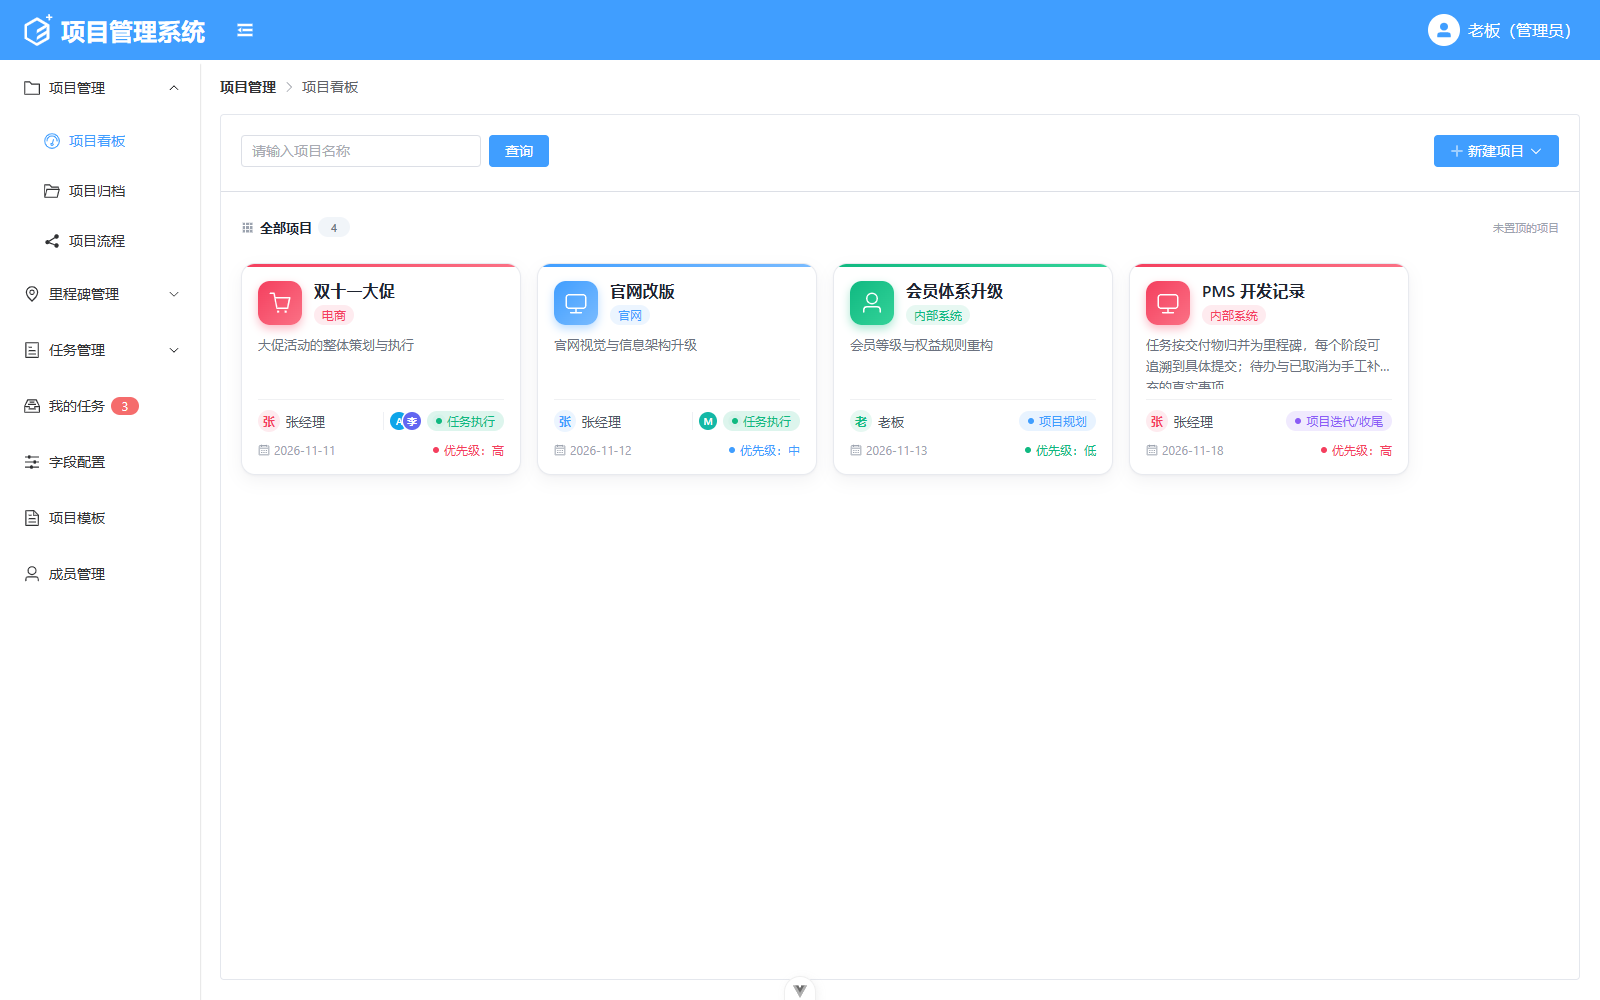 项目管理系统
老板（管理员）
项目管理
项目看板
项目归档
项目流程
里程碑管理
任务管理
我的任务 3
字段配置
项目模板
成员管理
项目管理 > 项目看板
请输入项目名称
查询
新建项目
全部项目 4
未置顶的项目
双十一大促
电商
大促活动的整体策划与执行
张 张经理
A 李 任务执行
2026-11-11
优先级：高
官网改版
官网
官网视觉与信息架构升级
张 张经理
M 任务执行
2026-11-12
优先级：中
会员体系升级
内部系统
会员等级与权益规则重构
老 老板
项目规划
2026-11-13
优先级：低
PMS 开发记录
内部系统
任务按交付物归并为里程碑，每个阶段可
追溯到具体提交；待办与已取消为手工补...
充的真实事项
张 张经理
项目迭代/收尾
2026-11-18
优先级：高